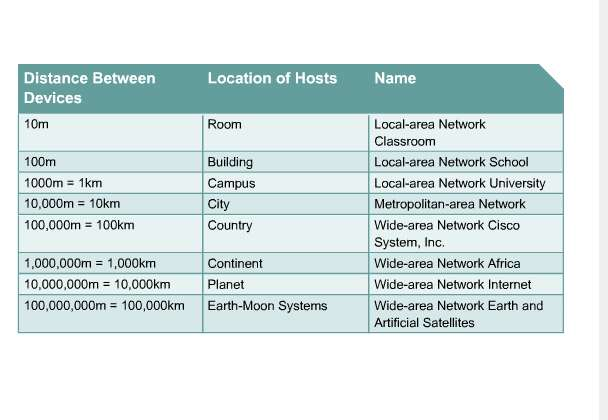 Distance Between Devices | Location of Hosts | Name
10m | Room | Local-area Network Classroom
100m | Building | Local-area Network School
1000m = 1km | Campus | Local-area Network University
10,000m = 10km | City | Metropolitan-area Network
100,000m = 100km | Country | Wide-area Network Cisco System, Inc.
1,000,000m = 1,000km | Continent | Wide-area Network Africa
10,000,000m = 10,000km | Planet | Wide-area Network Internet
100,000,000m = 100,000km | Earth-Moon Systems | Wide-area Network Earth and Artificial Satellites